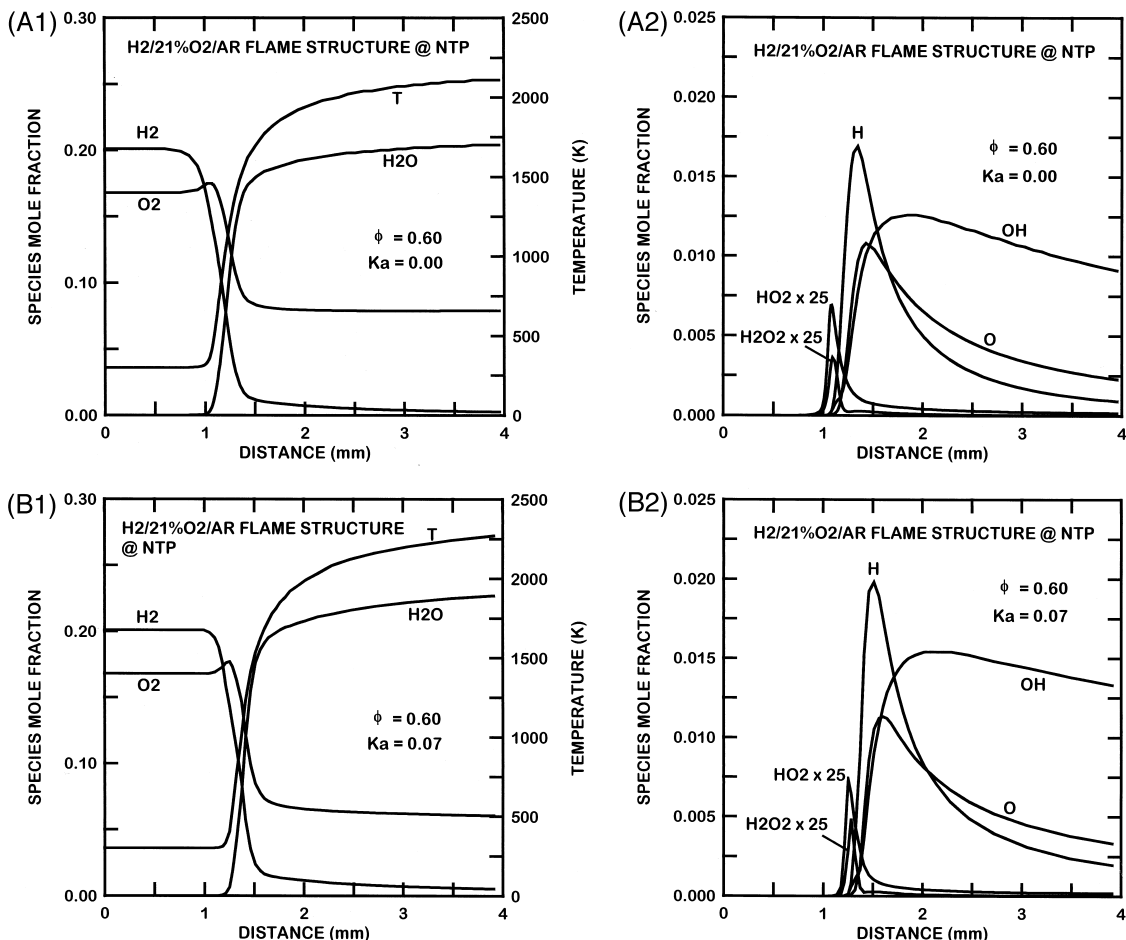 (A1)
H2/21%O2/AR FLAME STRUCTURE @ NTP
SPECIES MOLE FRACTION
0.30
0.20
0.10
0.00
H2
O2
T
H2O
ϕ = 0.60
Ka = 0.00
2500
2000
1500
1000
500
0
TEMPERATURE (K)
0 1 2 3 4
DISTANCE (mm)
(A2)
H2/21%O2/AR FLAME STRUCTURE @ NTP
SPECIES MOLE FRACTION
0.025
0.020
0.015
0.010
0.005
0.000
H
ϕ = 0.60
Ka = 0.00
OH
HO2 x 25
H2O2 x 25
O
0 1 2 3 4
DISTANCE (mm)
(B1)
H2/21%O2/AR FLAME STRUCTURE
@ NTP
SPECIES MOLE FRACTION
0.30
0.20
0.10
0.00
T
H2
H2O
O2
ϕ = 0.60
Ka = 0.07
2500
2000
1500
1000
500
0
TEMPERATURE (K)
0 1 2 3 4
DISTANCE (mm)
(B2)
H2/21%O2/AR FLAME STRUCTURE @ NTP
SPECIES MOLE FRACTION
0.025
0.020
0.015
0.010
0.005
0.000
H
ϕ = 0.60
Ka = 0.07
OH
HO2 x 25
H2O2 x 25
O
0 1 2 3 4
DISTANCE (mm)